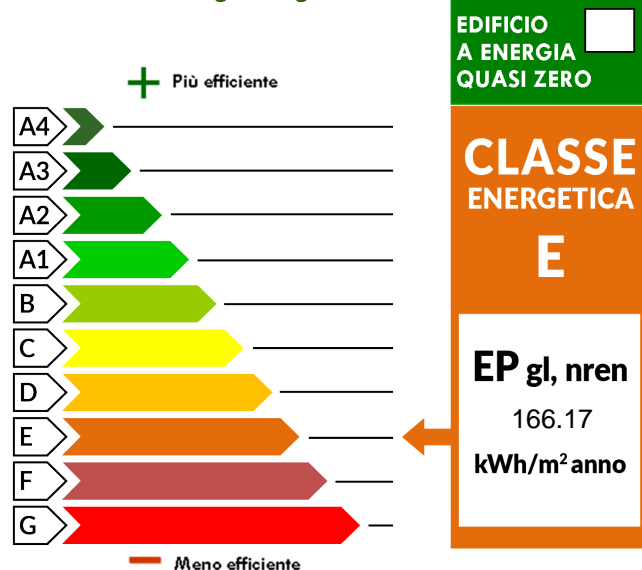 EDIFICIO
A ENERGIA
QUASI ZERO
Più efficiente
A4
A3
A2
A1
B
C
D
E
F
G
Meno efficiente
CLASSE
ENERGETICA
E
EP gl, nren
166.17
kWh/m² anno